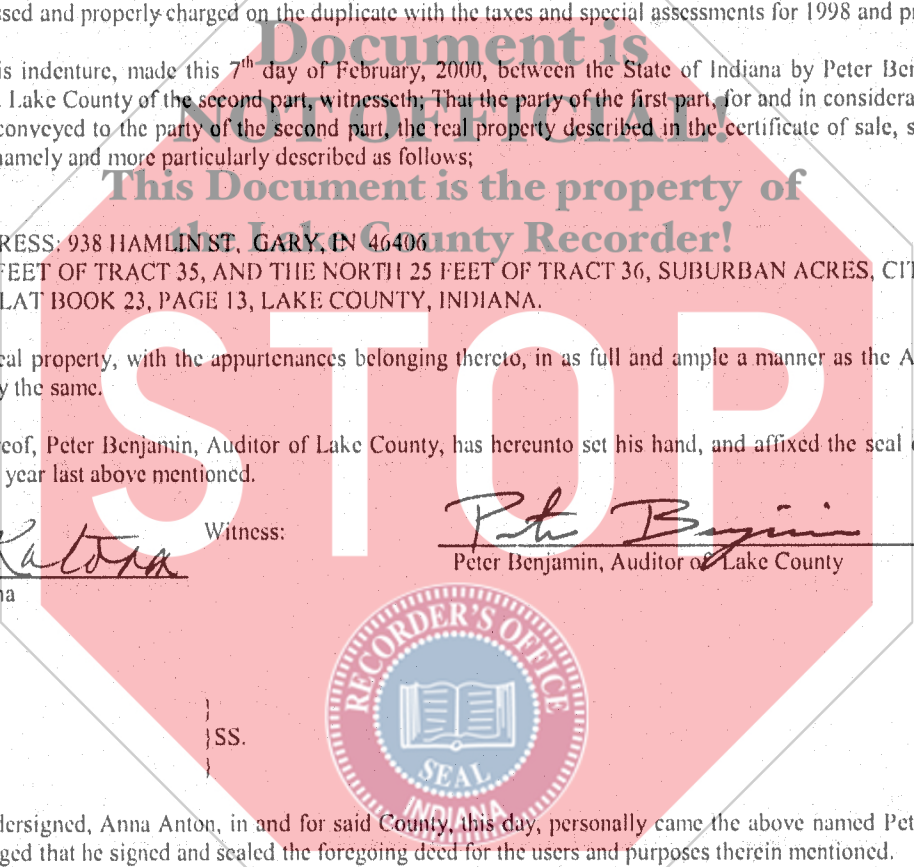 ssed and properly charged on the duplicate with the taxes and special assessments for 1998 and pr
Document is
is indenture, made this 7th day of February, 2000, between the State of Indiana by Peter Ben
. Lake County of the second part, witnesseth; That the party of the first part, for and in considera
NOT OFFICIAL!
conveyed to the party of the second part, the real property described in the certificate of sale, s
namely and more particularly described as follows;
This Document is the property of
the Lake County Recorder!
RESS: 938 HAMLIN ST, GARY, IN 46406
FEET OF TRACT 35, AND THE NORTH 25 FEET OF TRACT 36, SUBURBAN ACRES, CIT
LAT BOOK 23, PAGE 13, LAKE COUNTY, INDIANA.
STOP
eal property, with the appurtenances belonging thereto, in as full and ample a manner as the A
y the same.
eof, Peter Benjamin, Auditor of Lake County, has hereunto set his hand, and affixed the seal
year last above mentioned.
Witness:
Katona
Peter Benjamin
Peter Benjamin, Auditor of Lake County
na
RECORDER'S OFFICE
SEAL
INDIANA
}
}SS.
}
dersigned, Anna Anton, in and for said County, this day, personally came the above named Pet
ged that he signed and sealed the foregoing deed for the users and purposes therein mentioned.